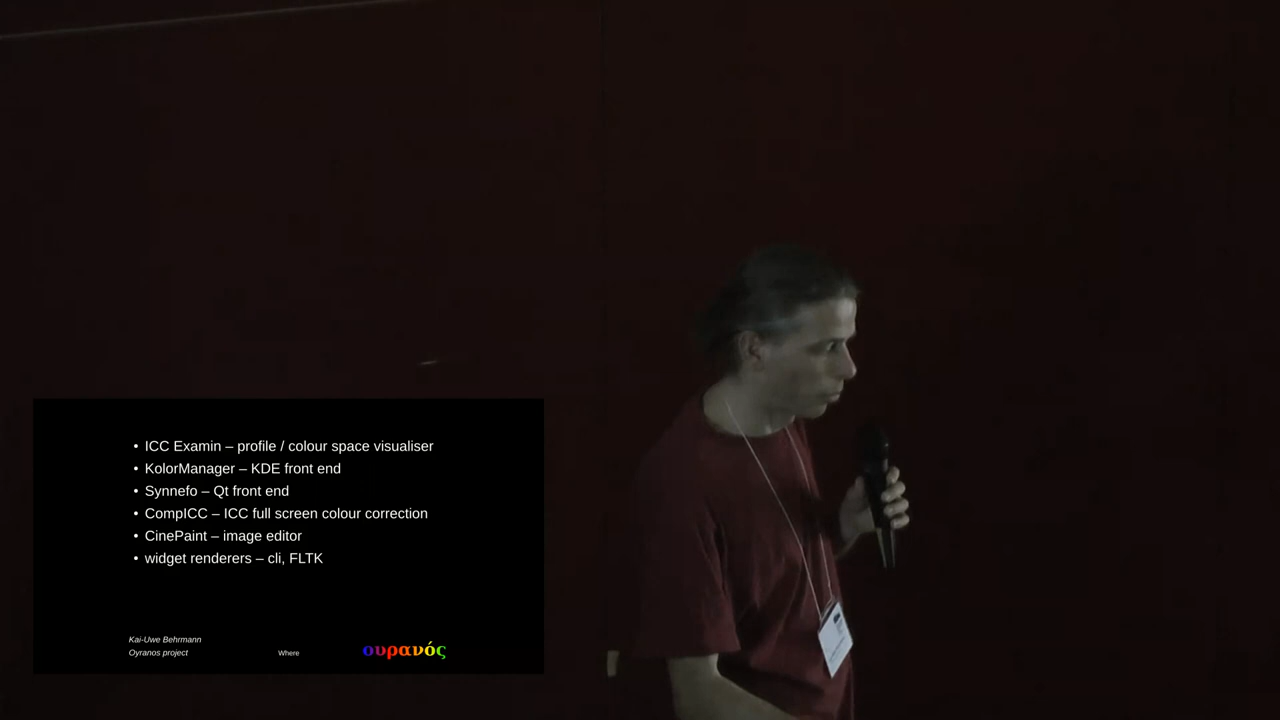 • ICC Examin – profile / colour space visualiser
• KolorManager – KDE front end
• Synnefo – Qt front end
• CompICC – ICC full screen colour correction
• CinePaint – image editor
• widget renderers – cli, FLTK
Kai-Uwe Behrmann
Oyranos project
Where
ουρανός